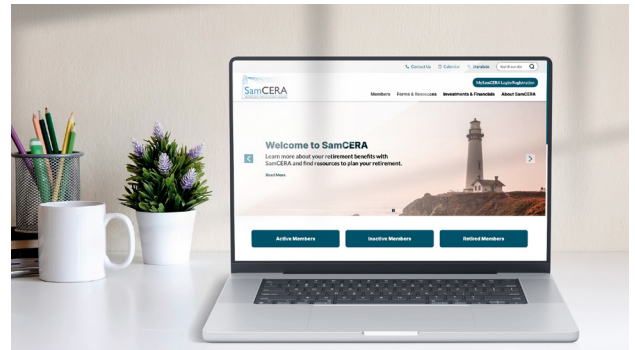 Contact Us Calendar Translate
MySamCERA Login/Registration
SamCERA
Members Forms & Resources Investments & Financials About SamCERA
Welcome to SamCERA
Learn more about your retirement benefits with
SamCERA and find resources to plan your retirement.
Read More
Active Members Inactive Members Retired Members